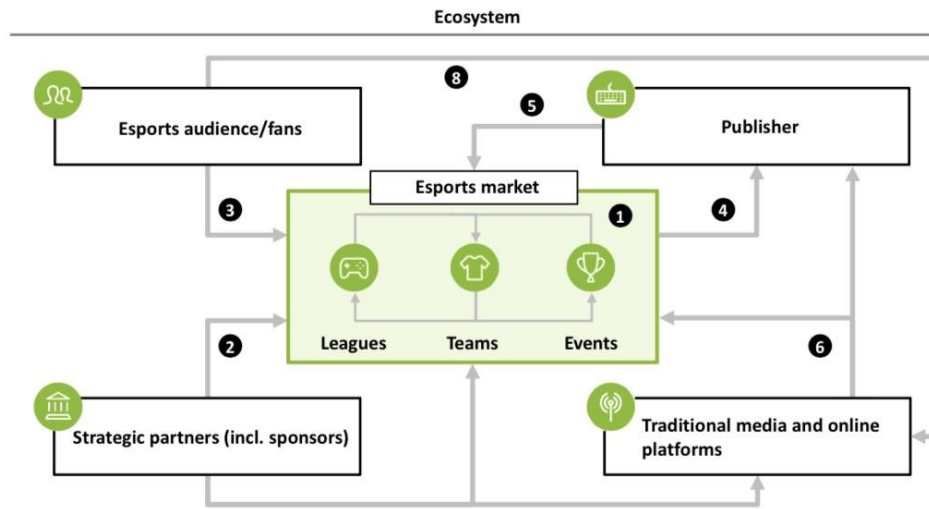 Ecosystem
8
5
Esports audience/fans
Publisher
Esports market
3
1
4
Leagues
Teams
Events
2
6
Strategic partners (incl. sponsors)
Traditional media and online
platforms